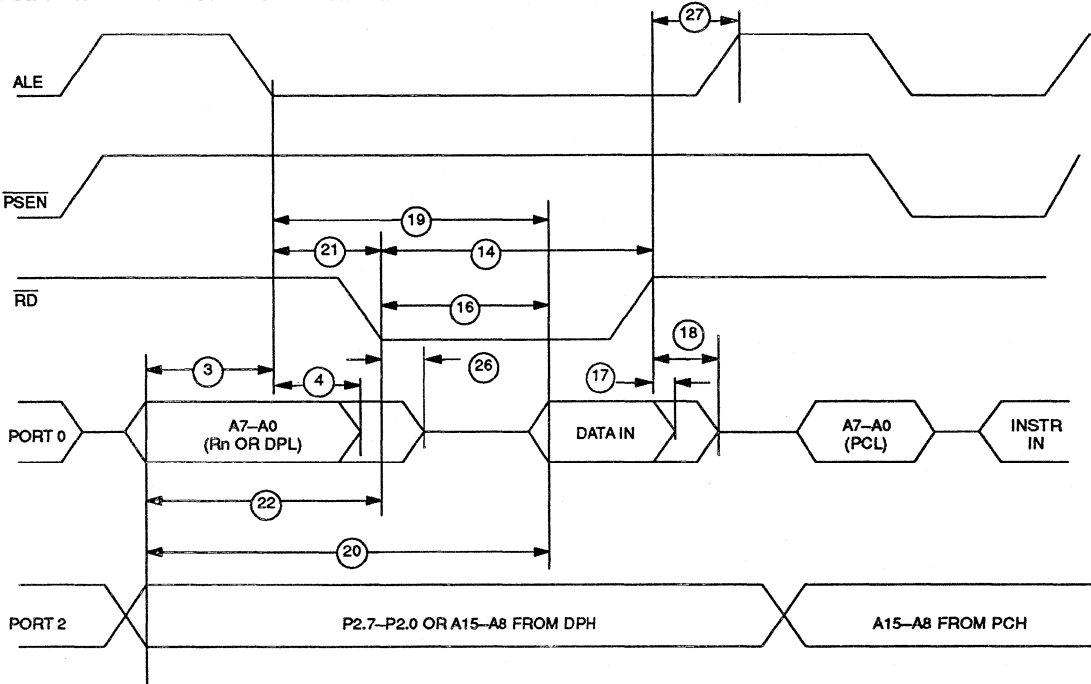 27
ALE
PSEN
19
21
14
RD
16
18
3
4
26
17
PORT 0
A7–A0
(Rn OR DPL)
DATA IN
A7–A0
(PCL)
INSTR
IN
22
20
PORT 2
P2.7–P2.0 OR A15–A8 FROM DPH
A15–A8 FROM PCH